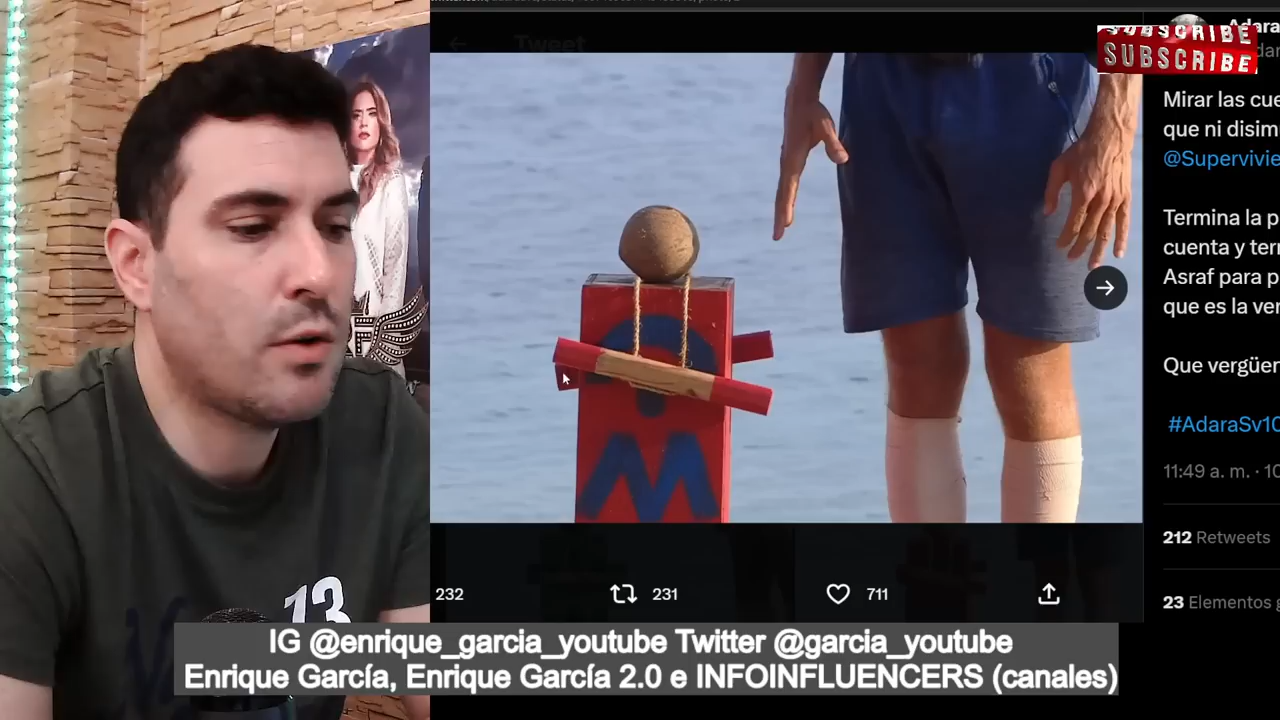 Tweet
Adara
SUBSCRIBE
SUBSCRIBE
Mirar las cue
que ni disim
@Supervivie
Termina la p
cuenta y ter
Asraf para p
que es la ver
Que vergüer
#AdaraSv10
11:49 a. m. · 10
212 Retweets
23 Elementos g
232
231
711
13
IG @enrique_garcia_youtube Twitter @garcia_youtube
Enrique García, Enrique García 2.0 e INFOINFLUENCERS (canales)